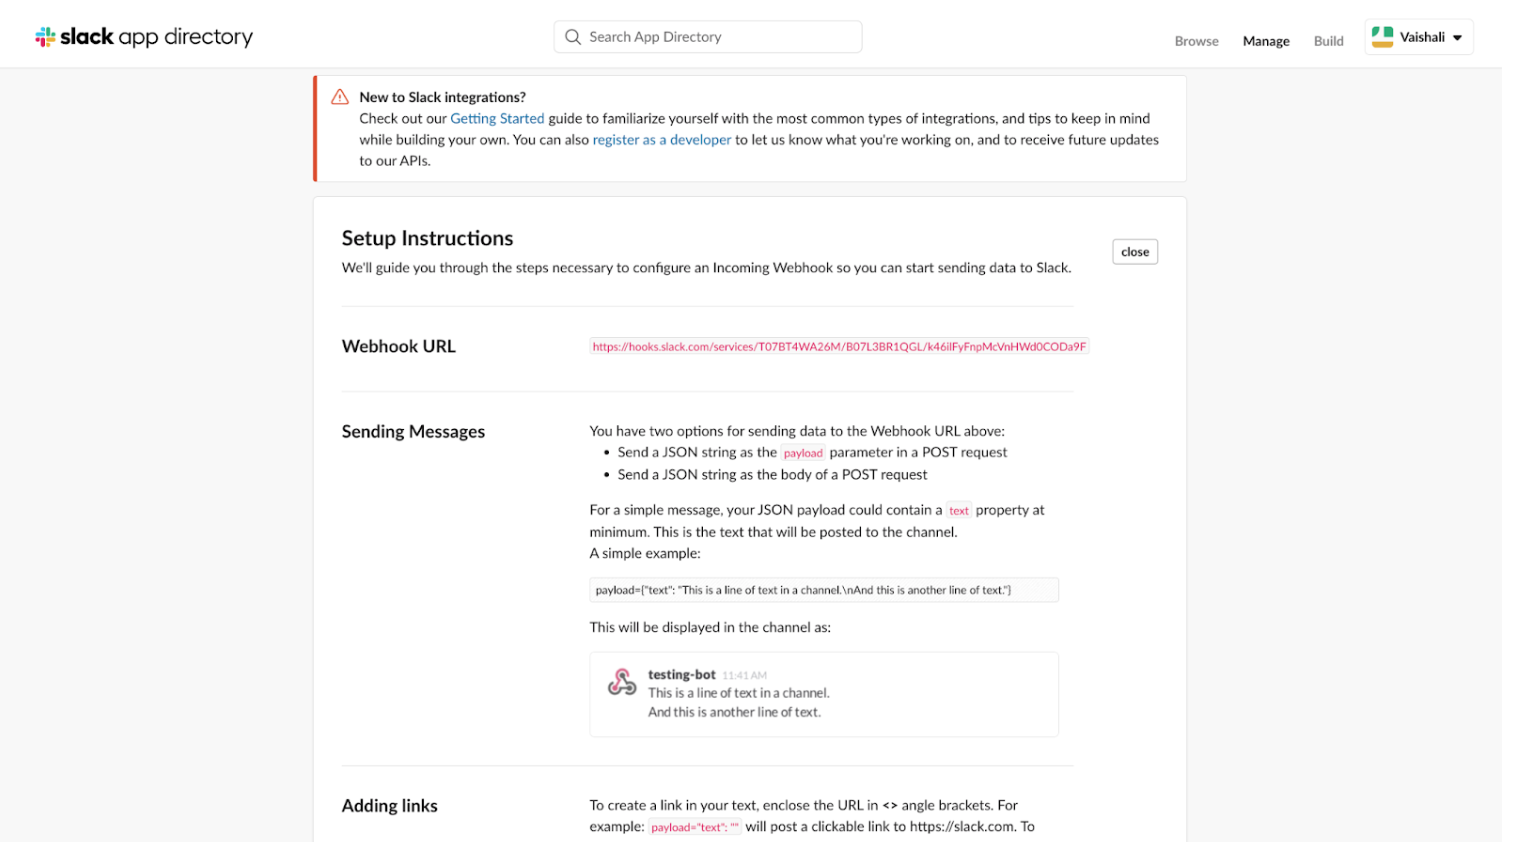 slack app directory
Search App Directory
Browse
Manage
Build
Vaishali
New to Slack integrations?
Check out our Getting Started guide to familiarize yourself with the most common types of integrations, and tips to keep in mind
while building your own. You can also register as a developer to let us know what you're working on, and to receive future updates
to our APIs.
Setup Instructions
close
We'll guide you through the steps necessary to configure an Incoming Webhook so you can start sending data to Slack.
Webhook URL
https://hooks.slack.com/services/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
Sending Messages
You have two options for sending data to the Webhook URL above:
• Send a JSON string as the payload parameter in a POST request
• Send a JSON string as the body of a POST request
For a simple message, your JSON payload could contain a text property at
minimum. This is the text that will be posted to the channel.
A simple example:
payload={"text": "This is a line of text in a channel.\nAnd this is another line of text."}
This will be displayed in the channel as:
testing-bot 11:41 AM
This is a line of text in a channel.
And this is another line of text.
Adding links
To create a link in your text, enclose the URL in <> angle brackets. For
example: payload="text": "" will post a clickable link to https://slack.com. To